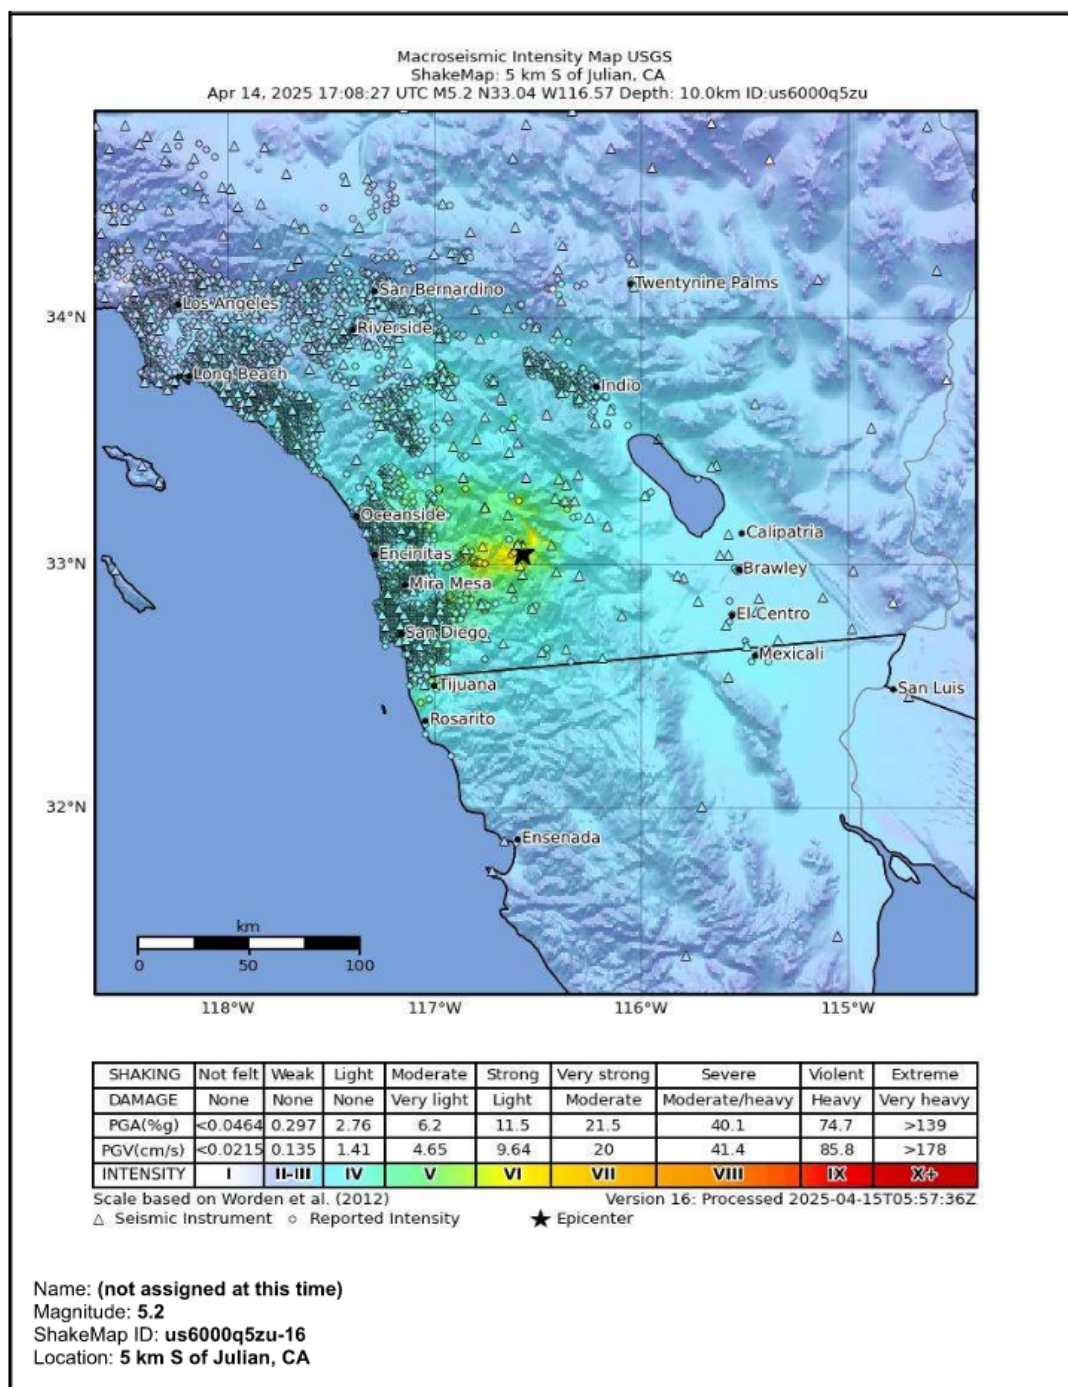 Macroseismic Intensity Map USGS
ShakeMap: 5 km S of Julian, CA
Apr 14, 2025 17:08:27 UTC M5.2 N33.04 W116.57 Depth: 10.0km ID:us6000q5zu
Twentynine Palms
San Bernardino
Los Angeles
34°N
Riverside
Long Beach
Indio
Oceanside
Calipatria
33°N
Encinitas
Brawley
Mira Mesa
El Centro
San Diego
Mexicali
Tijuana
San Luis
Rosarito
32°N
Ensenada
km
0 50 100
118°W 117°W 116°W 115°W
SHAKING Not felt Weak Light Moderate Strong Very strong Severe Violent Extreme
DAMAGE None None None Very light Light Moderate Moderate/heavy Heavy Very heavy
PGA(%g) <0.0464 0.297 2.76 6.2 11.5 21.5 40.1 74.7 >139
PGV(cm/s) <0.0215 0.135 1.41 4.65 9.64 20 41.4 85.8 >178
INTENSITY I II-III IV V VI VII VIII IX X+
Scale based on Worden et al. (2012) Version 16: Processed 2025-04-15T05:57:36Z
△ Seismic Instrument ○ Reported Intensity ★ Epicenter
Name: (not assigned at this time)
Magnitude: 5.2
ShakeMap ID: us6000q5zu-16
Location: 5 km S of Julian, CA